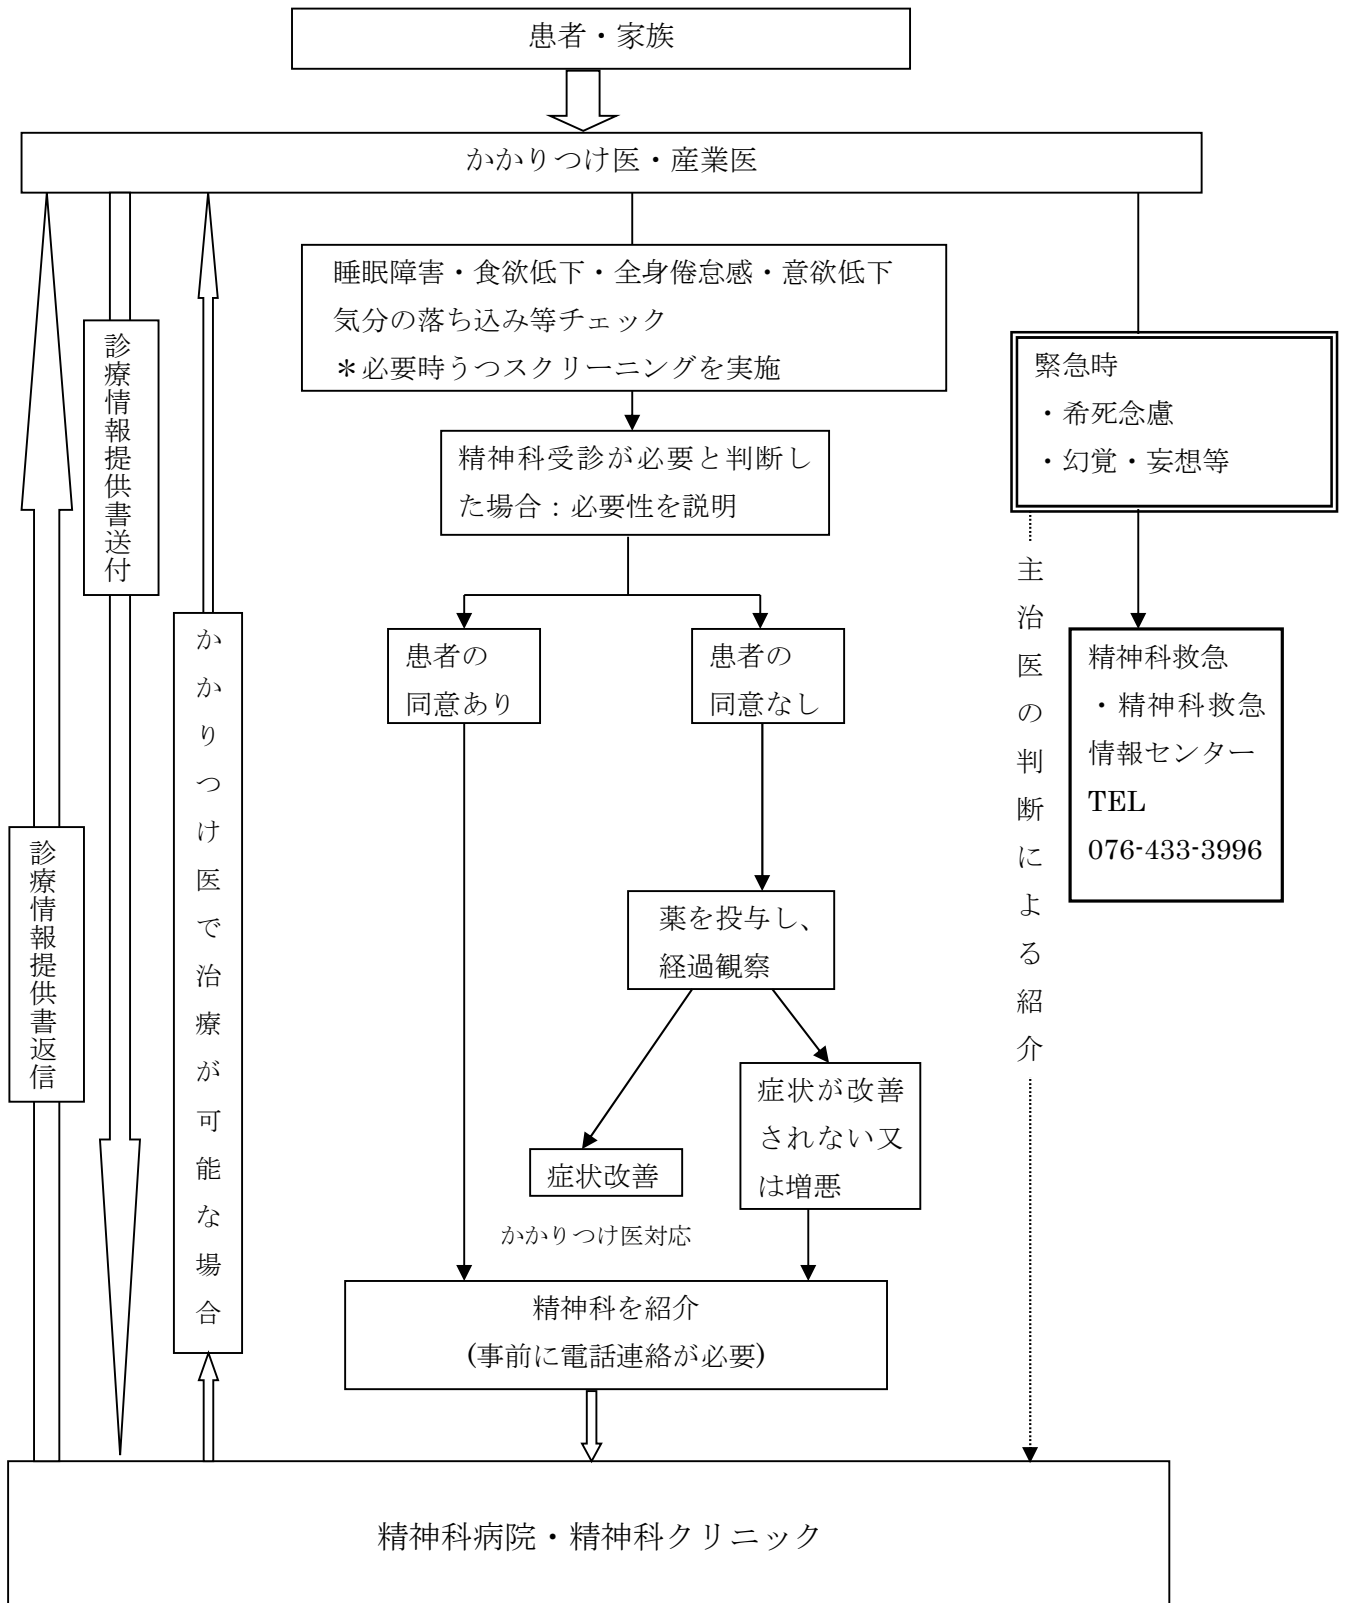 患者・家族
かかりつけ医・産業医
睡眠障害・食欲低下・全身倦怠感・意欲低下
気分の落ち込み等チェック
＊必要時うつスクリーニングを実施
緊急時
・希死念慮
・幻覚・妄想等
診療情報提供書送付
精神科受診が必要と判断し
た場合：必要性を説明
主治医の判断による紹介
かかりつけ医で治療が可能な場合
患者の
同意あり
患者の
同意なし
精神科救急
・精神科救急
情報センター
TEL
076-433-3996
診療情報提供書返信
薬を投与し、
経過観察
症状が改善
されない又
は増悪
症状改善
かかりつけ医対応
精神科を紹介
(事前に電話連絡が必要)
精神科病院・精神科クリニック